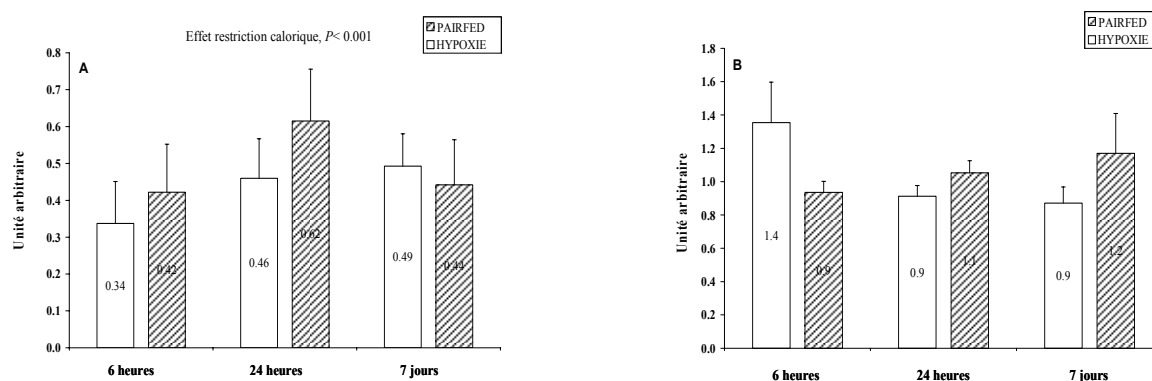 Effet restriction calorique, P< 0.001
PAIRFED
HYPOXIE
A
Unité arbitraire
0.8
0.7
0.6
0.5
0.4
0.3
0.2
0.1
0.0
0.34
0.42
0.46
0.62
0.49
0.44
6 heures
24 heures
7 jours
PAIRFED
HYPOXIE
B
Unité arbitraire
1.8
1.6
1.4
1.2
1.0
0.8
0.6
0.4
0.2
0.0
1.4
0.9
0.9
1.1
0.9
1.2
6 heures
24 heures
7 jours